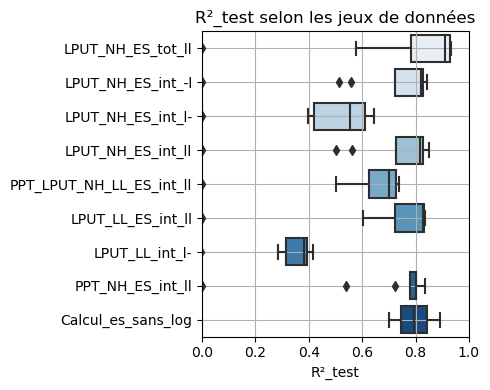 R²_test selon les jeux de données
LPUT_NH_ES_tot_ll
LPUT_NH_ES_int_-l
LPUT_NH_ES_int_l-
LPUT_NH_ES_int_ll
PPT_LPUT_NH_LL_ES_int_ll
LPUT_LL_ES_int_ll
LPUT_LL_int_l-
PPT_NH_ES_int_ll
Calcul_es_sans_log
0.0 0.2 0.4 0.6 0.8 1.0
R²_test